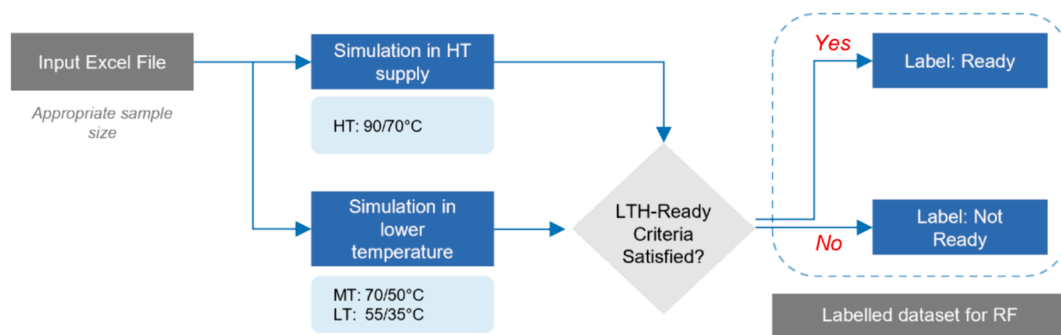 Input Excel File
Appropriate sample
size
Simulation in HT
supply
HT: 90/70°C
Simulation in
lower
temperature
MT: 70/50°C
LT: 55/35°C
LTH-Ready
Criteria
Satisfied?
Yes
Label: Ready
No
Label: Not
Ready
Labelled dataset for RF